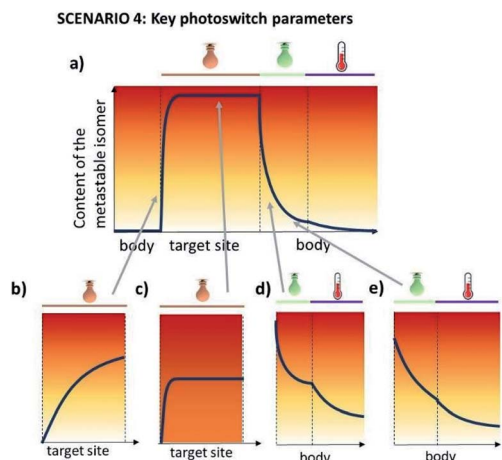 SCENARIO 4: Key photoswitch parameters
a)
Content of the
metastable isomer
body
target site
body
b)
c)
d)
e)
target site
target site
body
body